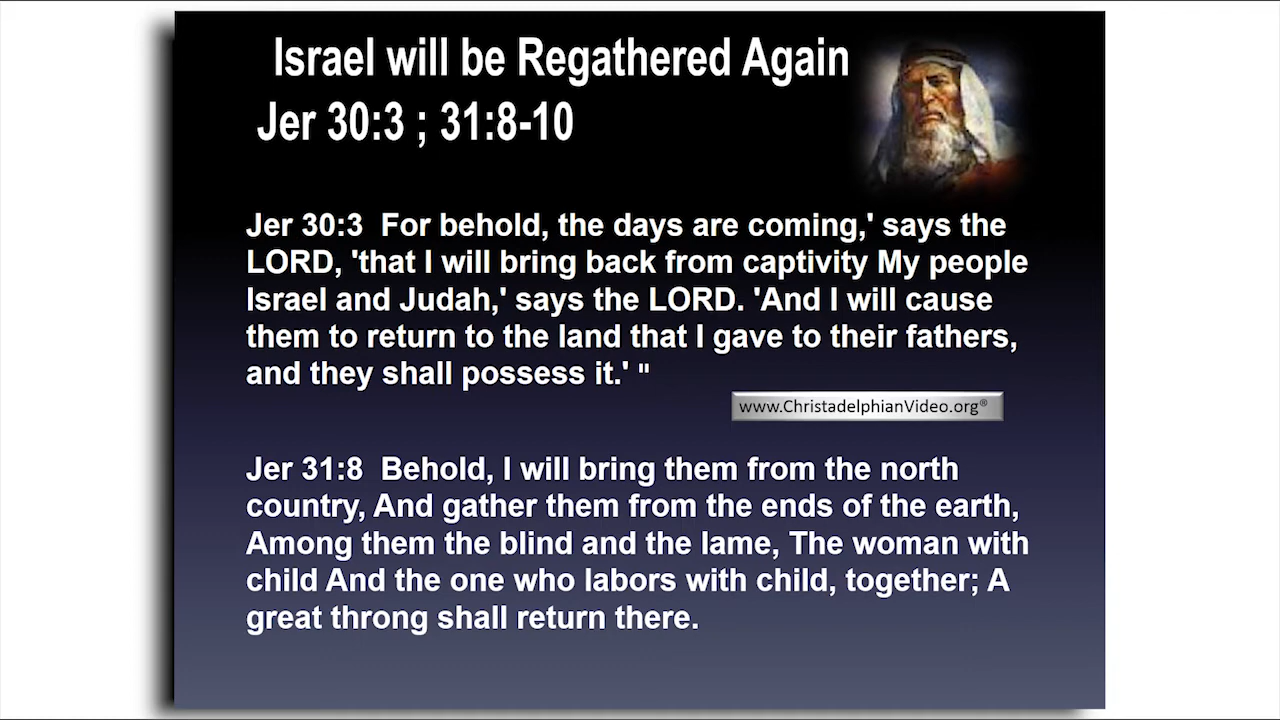 Israel will be Regathered Again
Jer 30:3 ; 31:8-10
Jer 30:3  For behold, the days are coming,' says the
LORD, 'that I will bring back from captivity My people
Israel and Judah,' says the LORD. 'And I will cause
them to return to the land that I gave to their fathers,
and they shall possess it.' "
www.ChristadelphianVideo.org®
Jer 31:8  Behold, I will bring them from the north
country, And gather them from the ends of the earth,
Among them the blind and the lame, The woman with
child And the one who labors with child, together; A
great throng shall return there.